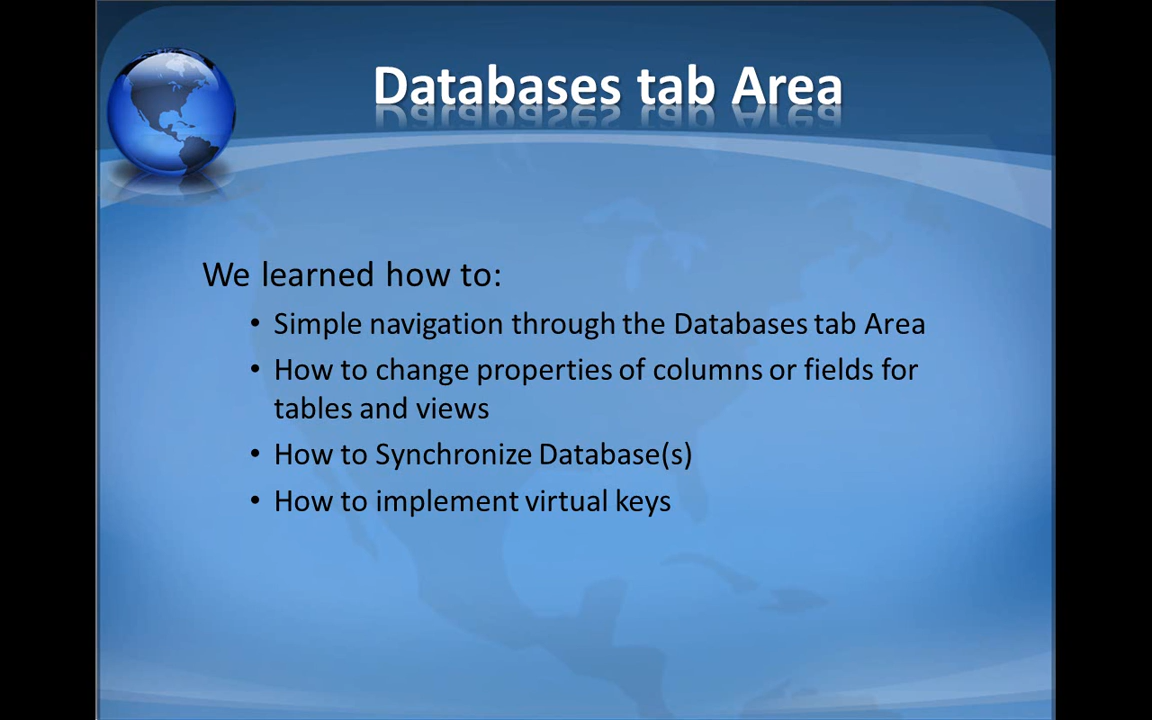 Databases tab Area
We learned how to:
• Simple navigation through the Databases tab Area
• How to change properties of columns or fields for
tables and views
• How to Synchronize Database(s)
• How to implement virtual keys